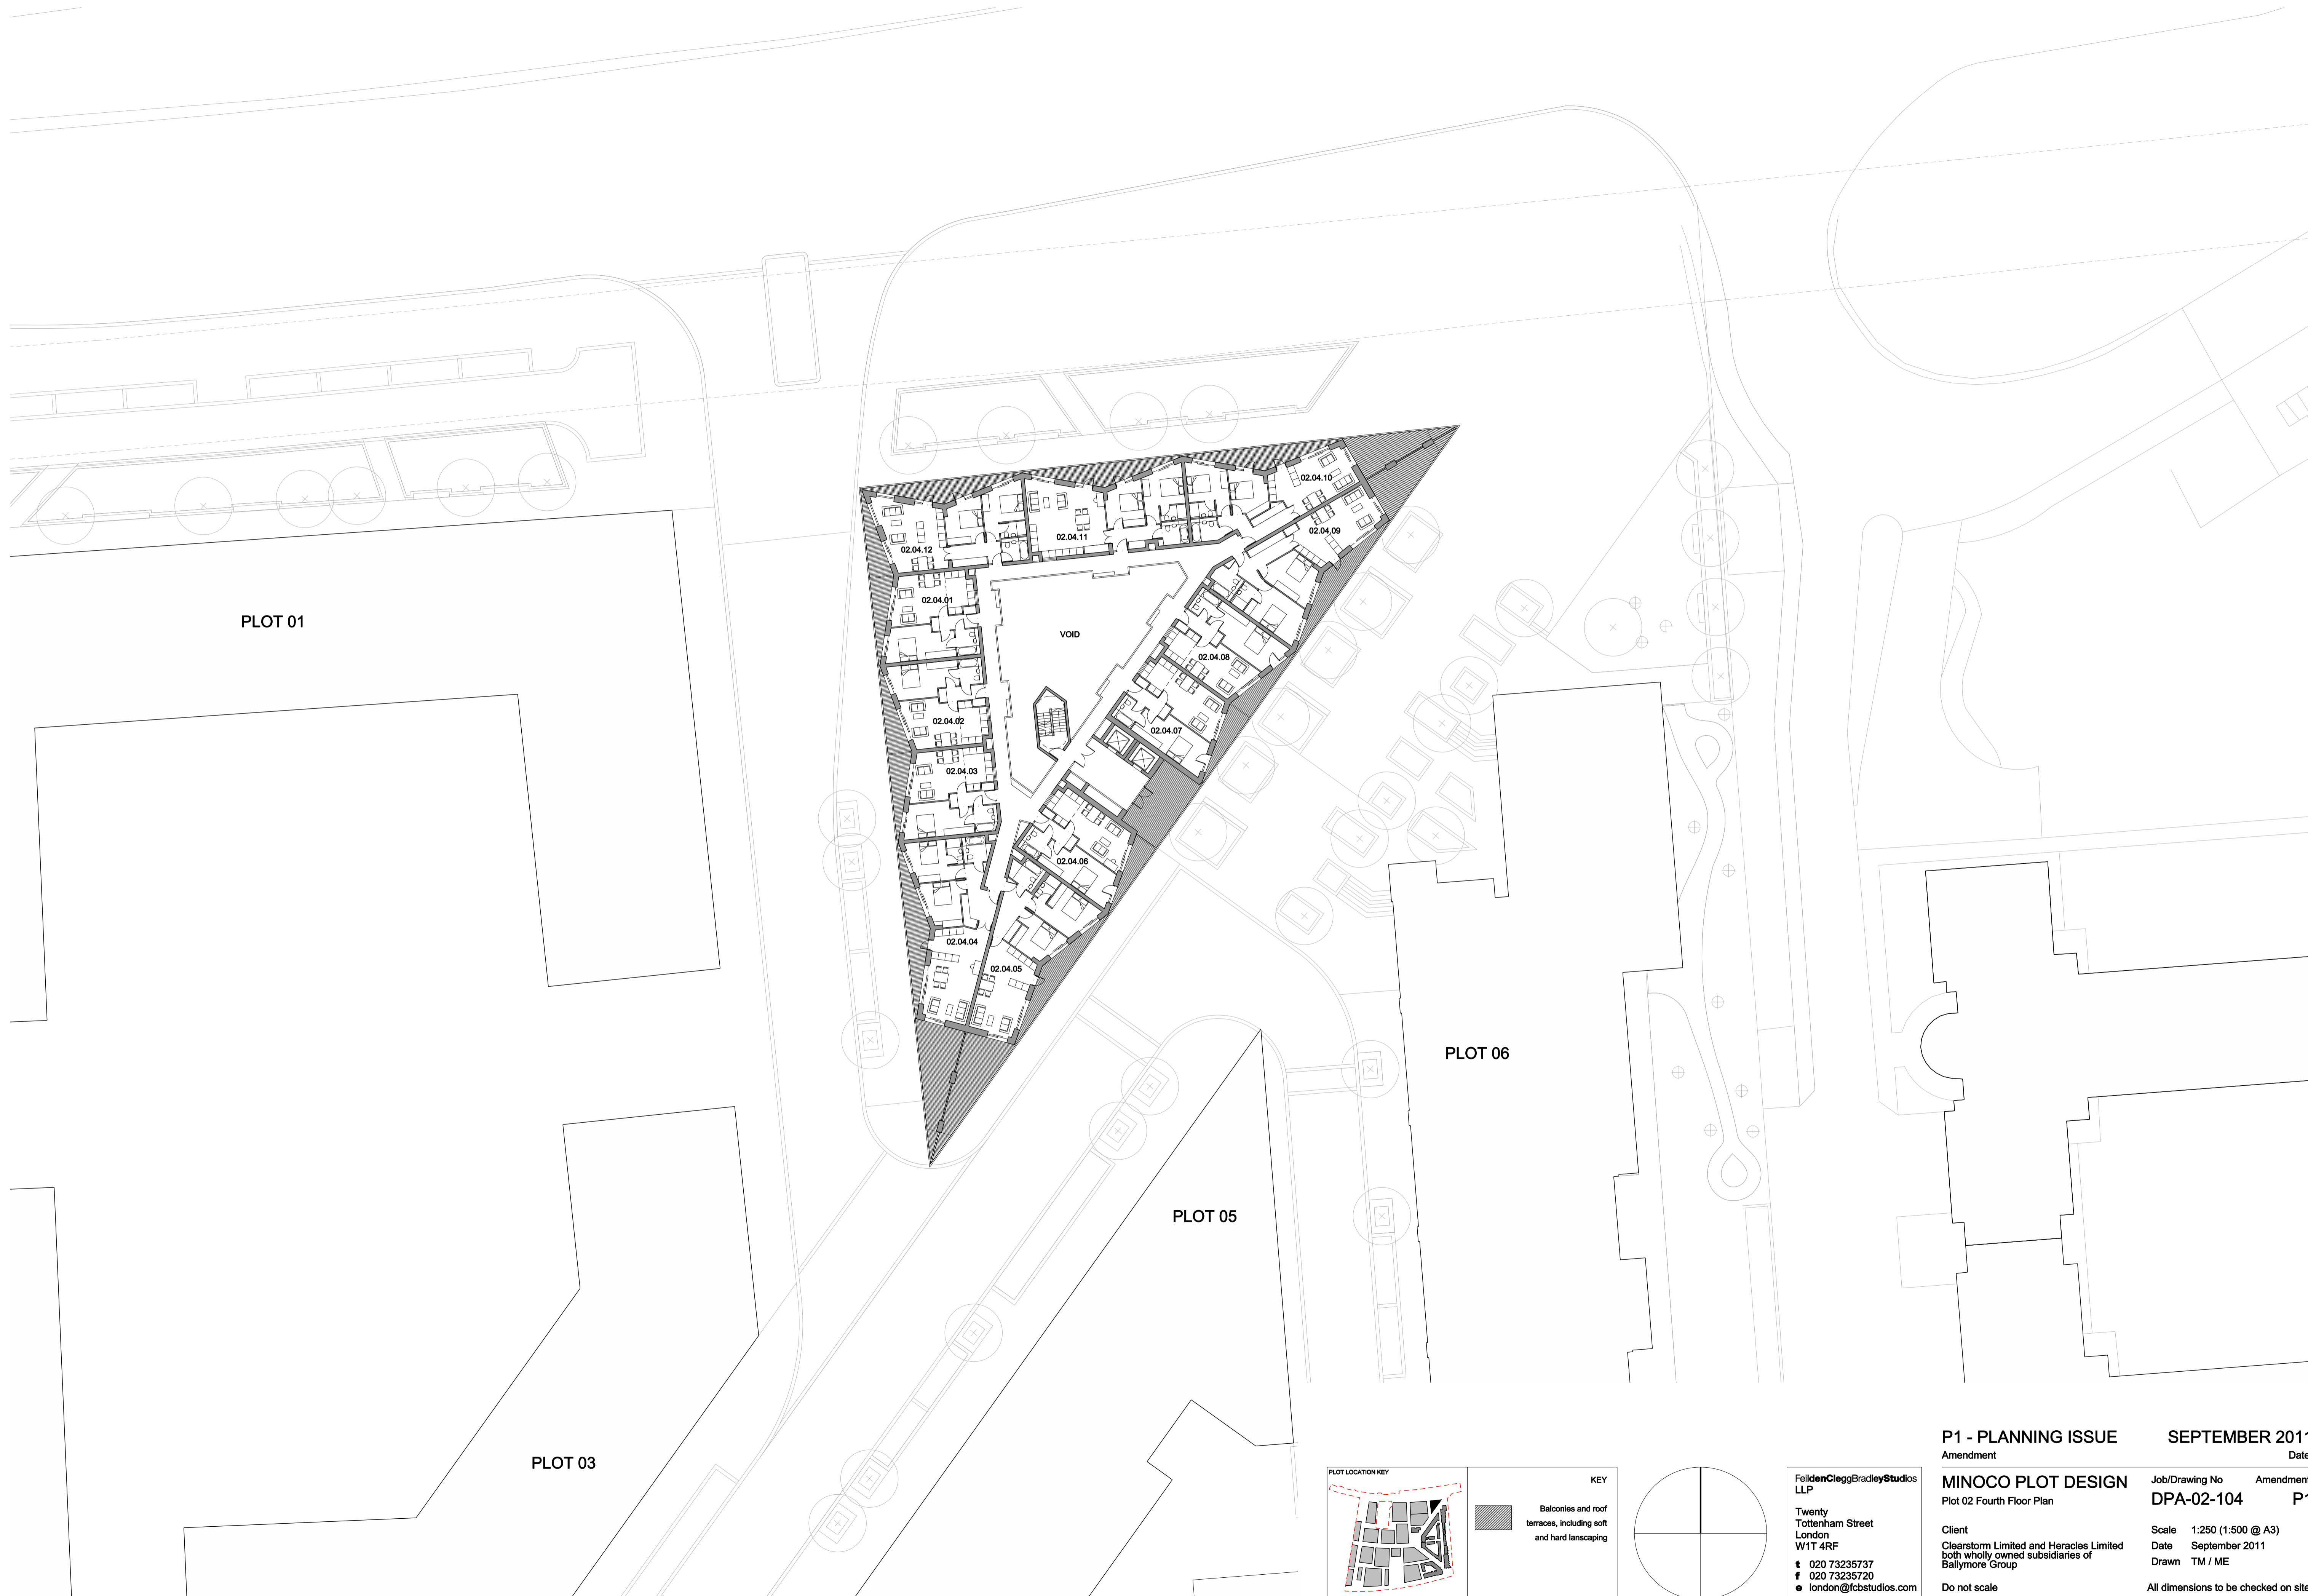 02.04.10
02.04.09
02.04.11
02.04.12
02.04.01
PLOT 01
VOID
02.04.08
02.04.02
02.04.07
02.04.03
02.04.06
02.04.04
02.04.05
PLOT 06
PLOT 05
PLOT 03
PLOT LOCATION KEY
KEY
Balconies and roof
terraces, including soft
and hard lanscaping
FeildenCleggBradleyStudios
LLP
Twenty
Tottenham Street
London
W1T 4RF
t 020 73235737
f 020 73235720
e london@fcbstudios.com
P1 - PLANNING ISSUE SEPTEMBER 2011
Amendment Date
MINOCO PLOT DESIGN
Plot 02 Fourth Floor Plan
Job/Drawing No Amendment
DPA-02-104 P1
Client
Clearstorm Limited and Heracles Limited
both wholly owned subsidiaries of
Ballymore Group
Scale 1:250 (1:500 @ A3)
Date September 2011
Drawn TM / ME
Do not scale All dimensions to be checked on site